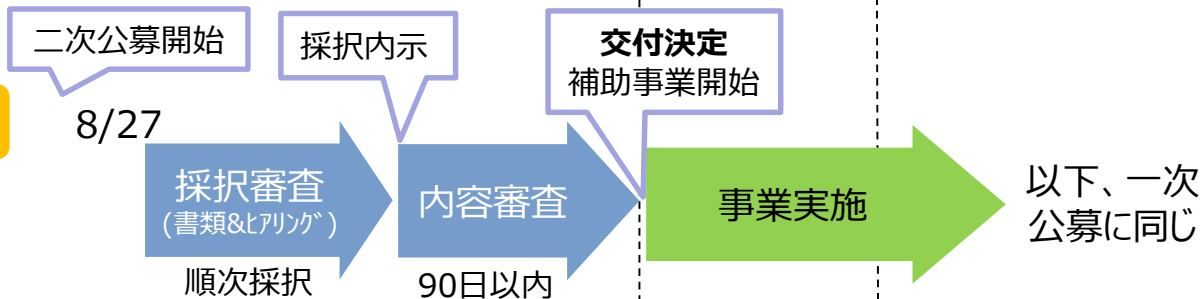 二次公募開始
採択内示
交付決定
補助事業開始
8/27
採択審査
(書類&ﾋｱﾘﾝｸﾞ)
内容審査
事業実施
以下、一次
公募に同じ
順次採択
90日以内